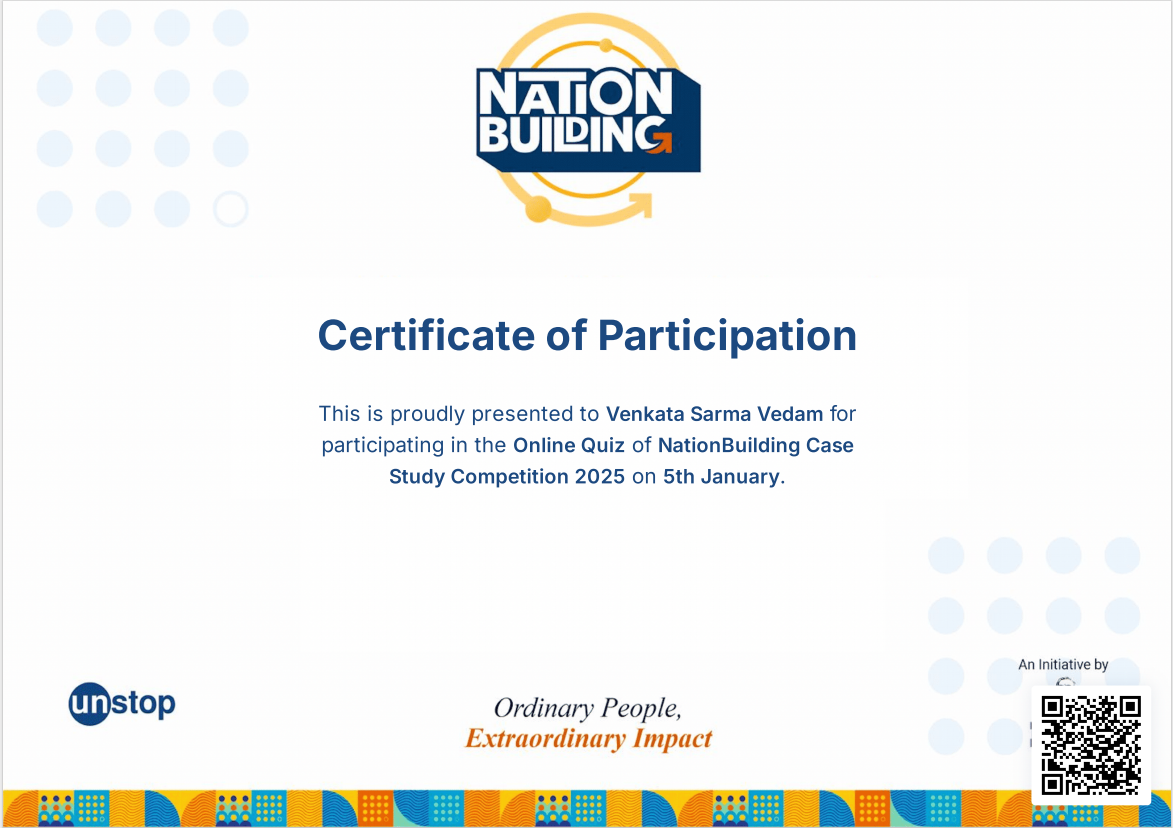 NATION
BUILDING
Certificate of Participation
This is proudly presented to Venkata Sarma Vedam for
participating in the Online Quiz of NationBuilding Case
Study Competition 2025 on 5th January.
An Initiative by
unstop
Ordinary People,
Extraordinary Impact